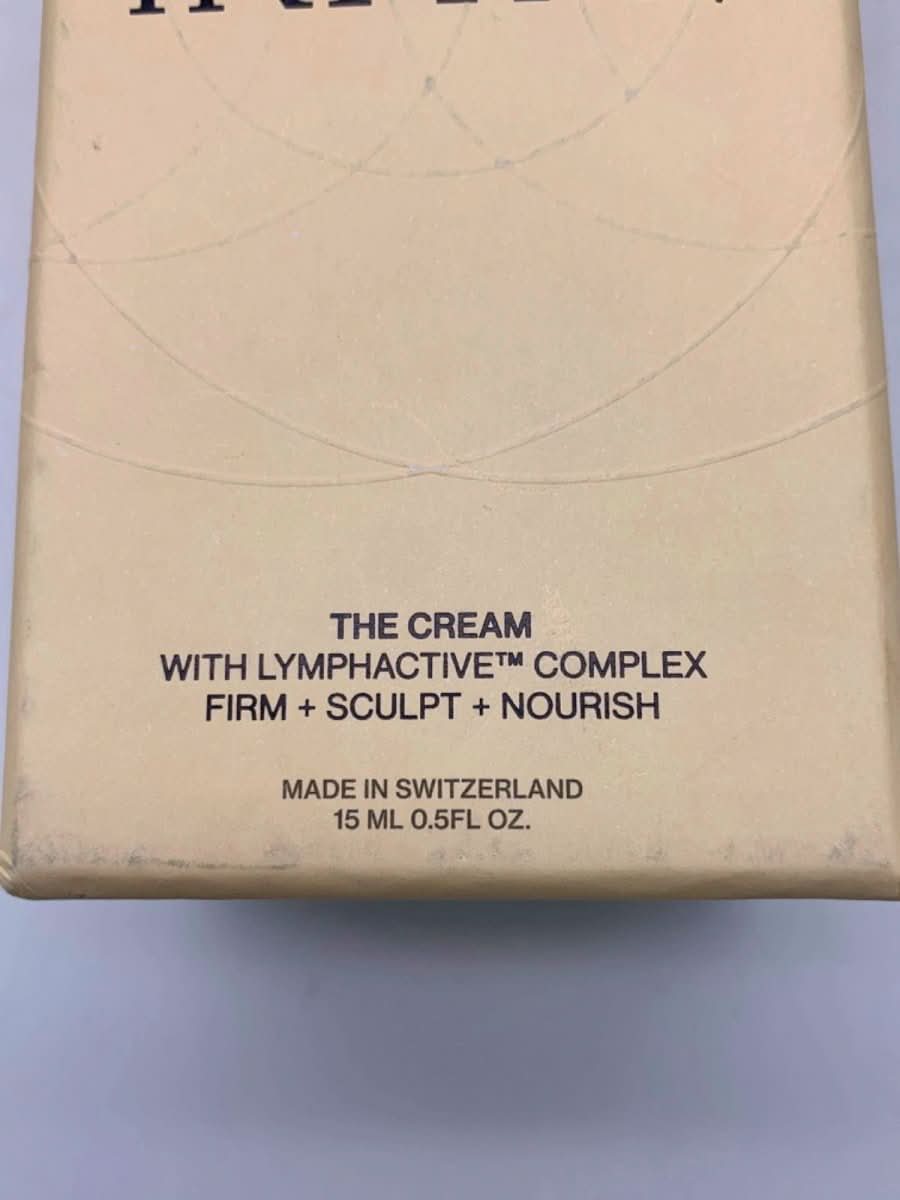 THE CREAM
WITH LYMPHACTIVE™ COMPLEX
FIRM + SCULPT + NOURISH
MADE IN SWITZERLAND
15 ML 0.5FL OZ.